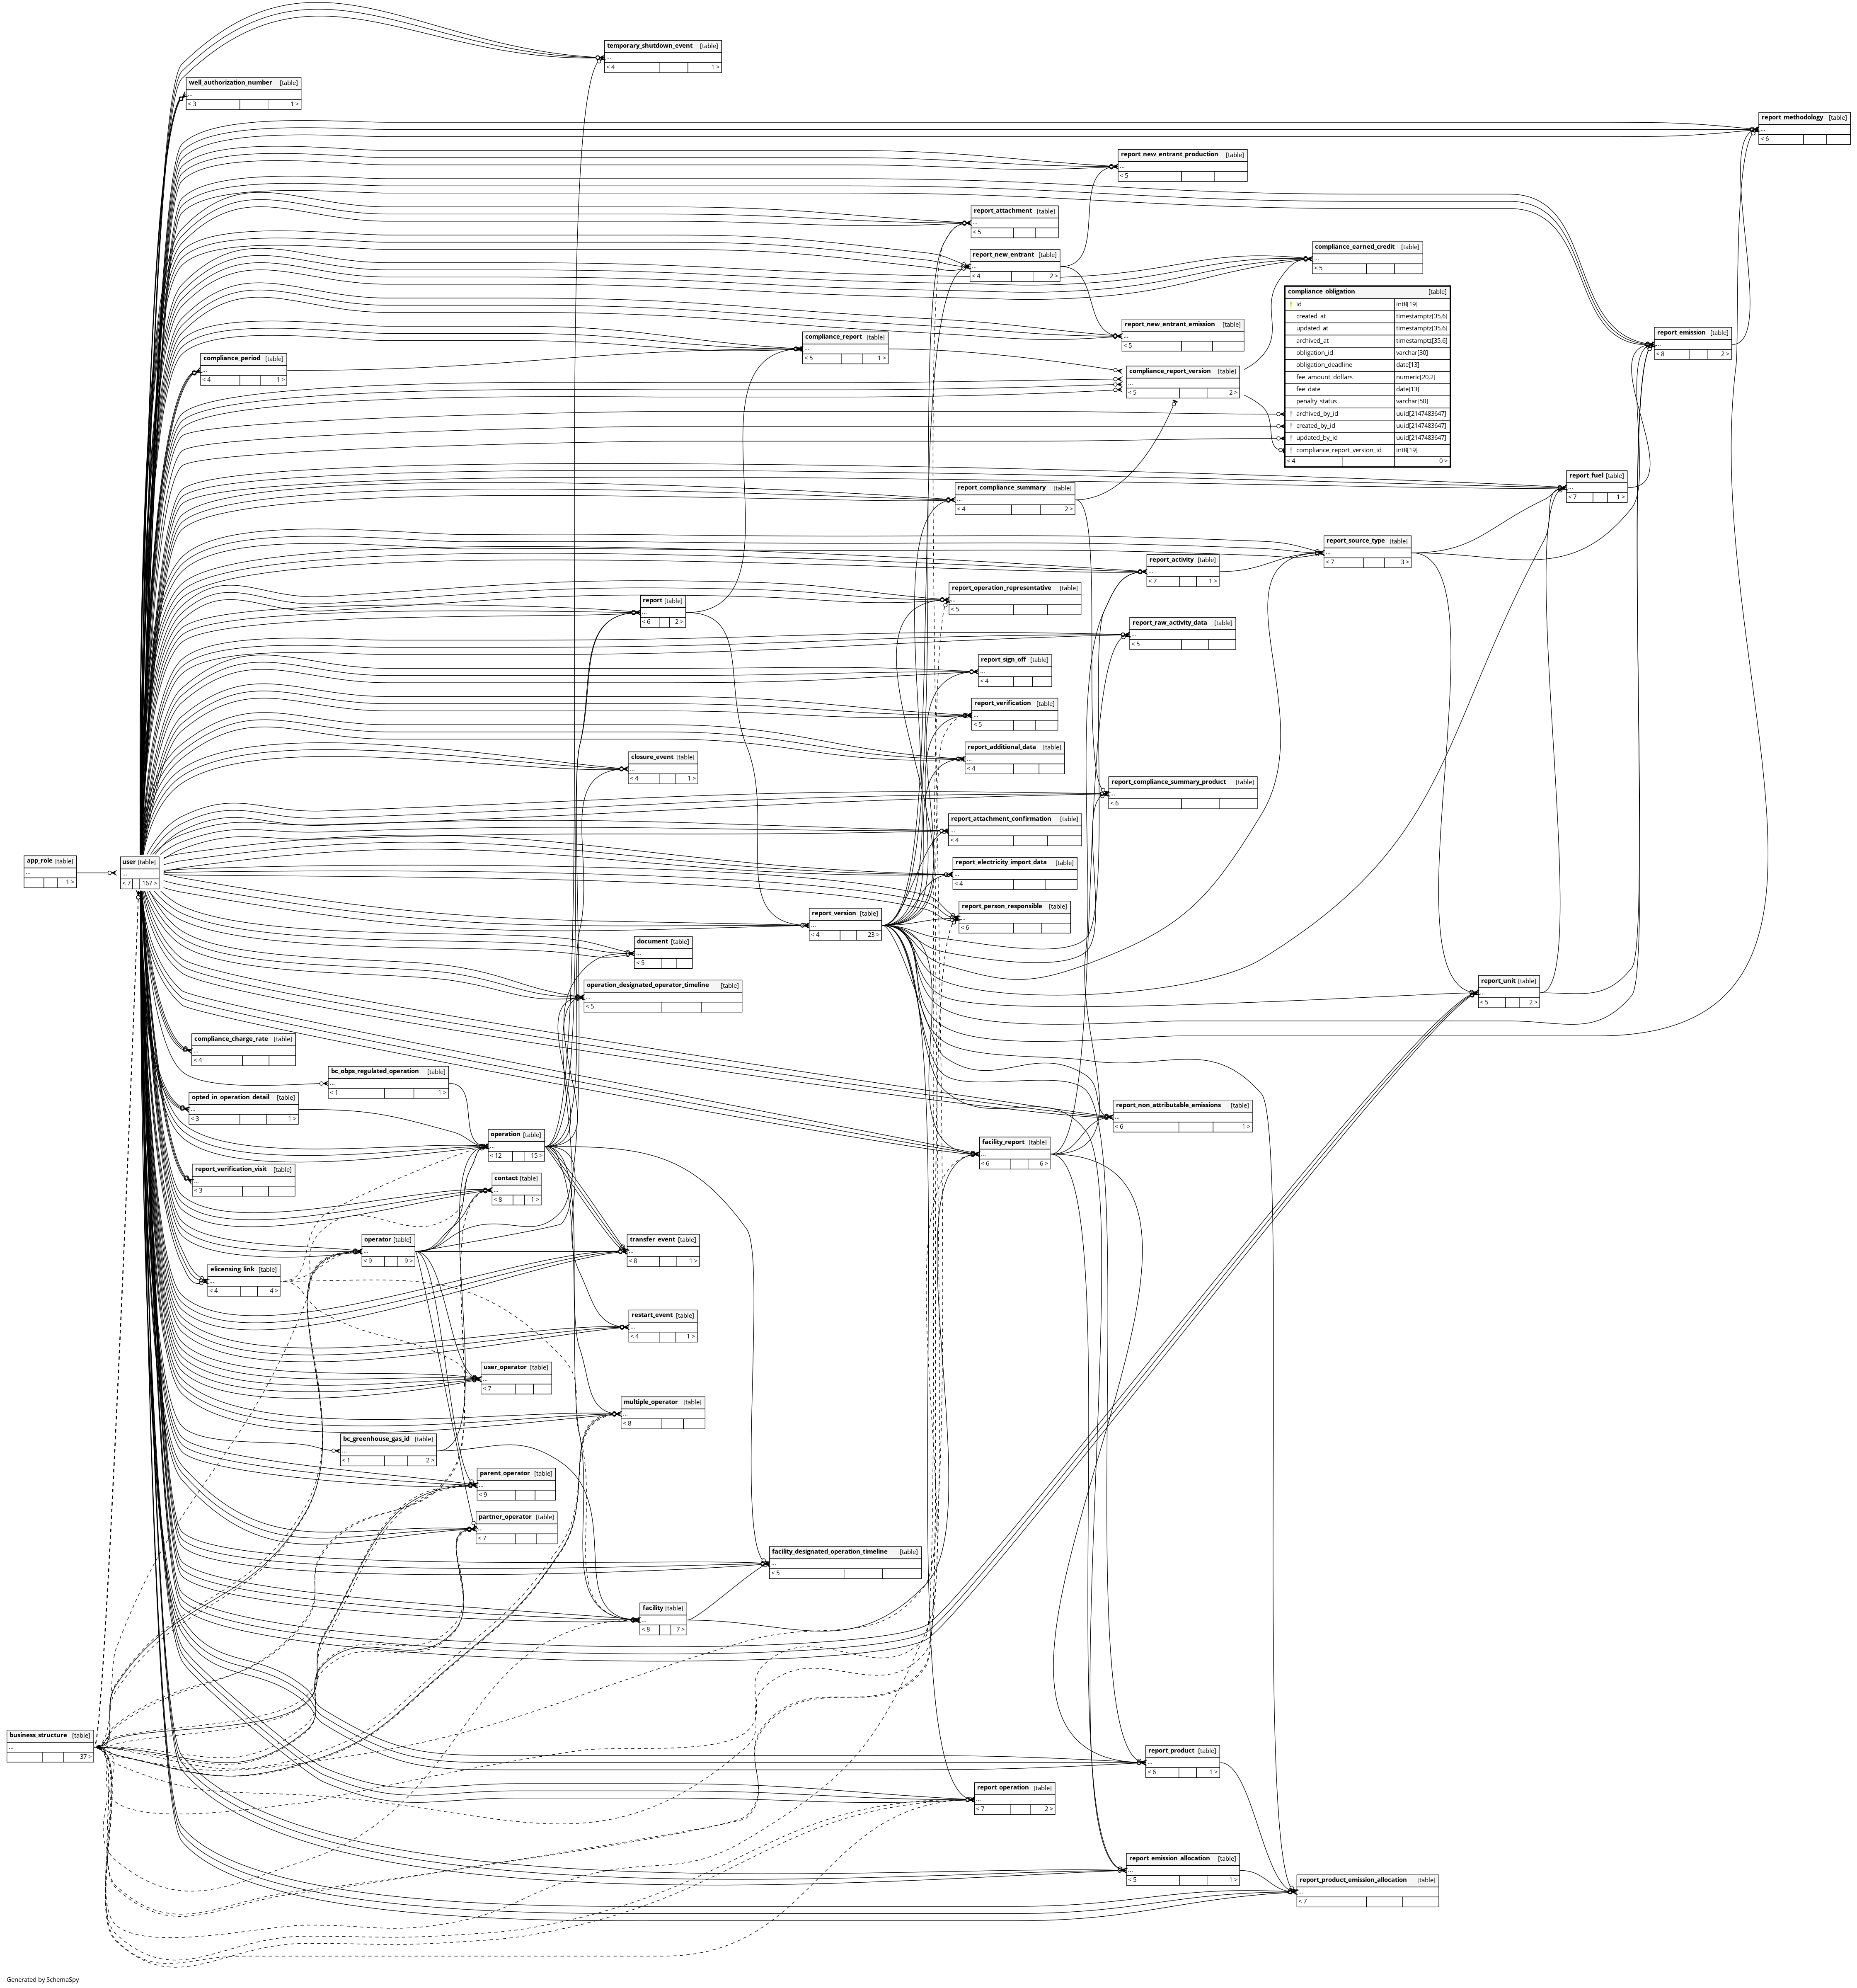 temporary_shutdown_event [table]
...
< 4 1 >
well_authorization_number [table]
...
< 3 1 >
report_methodology [table]
...
< 6
report_new_entrant_production [table]
...
< 5
report_attachment [table]
...
< 5
report_new_entrant [table]
...
< 4 2 >
compliance_earned_credit [table]
...
< 5
compliance_obligation [table]
id int8[19]
created_at timestamptz[35,6]
updated_at timestamptz[35,6]
archived_at timestamptz[35,6]
obligation_id varchar[30]
obligation_deadline date[13]
fee_amount_dollars numeric[20,2]
fee_date date[13]
penalty_status varchar[50]
archived_by_id uuid[2147483647]
created_by_id uuid[2147483647]
updated_by_id uuid[2147483647]
compliance_report_version_id int8[19]
< 4 0 >
report_new_entrant_emission [table]
...
< 5
report_emission [table]
...
< 8 2 >
compliance_report [table]
...
< 5 1 >
compliance_period [table]
...
< 4 1 >
compliance_report_version [table]
...
< 5 2 >
report_fuel [table]
...
< 7 1 >
report_compliance_summary [table]
...
< 4 2 >
report_source_type [table]
...
< 7 3 >
report_activity [table]
...
< 7 1 >
report_operation_representative [table]
...
< 5
report [table]
...
< 6 2 >
report_raw_activity_data [table]
...
< 5
report_sign_off [table]
...
< 4
report_verification [table]
...
< 5
report_additional_data [table]
...
< 4
closure_event [table]
...
< 4 1 >
report_compliance_summary_product [table]
...
< 6
report_attachment_confirmation [table]
...
< 4
app_role [table]
...
1 >
user [table]
...
< 7 167 >
report_electricity_import_data [table]
...
< 4
report_person_responsible [table]
...
< 6
report_version [table]
...
< 4 23 >
document [table]
...
< 5
operation_designated_operator_timeline [table]
...
< 5
report_unit [table]
...
< 5 2 >
compliance_charge_rate [table]
...
< 4
bc_obps_regulated_operation [table]
...
< 1 1 >
opted_in_operation_detail [table]
...
< 3 1 >
report_non_attributable_emissions [table]
...
< 6 1 >
operation [table]
...
< 12 15 >
facility_report [table]
...
< 6 6 >
report_verification_visit [table]
...
< 3
contact [table]
...
< 8 1 >
operator [table]
...
< 9 9 >
transfer_event [table]
...
< 8 1 >
elicensing_link [table]
...
< 4 4 >
restart_event [table]
...
< 4 1 >
user_operator [table]
...
< 7
multiple_operator [table]
...
< 8
bc_greenhouse_gas_id [table]
...
< 1 2 >
parent_operator [table]
...
< 9
partner_operator [table]
...
< 7
facility_designated_operation_timeline [table]
...
< 5
facility [table]
...
< 8 7 >
business_structure [table]
...
37 >
report_product [table]
...
< 6 1 >
report_operation [table]
...
< 7 2 >
report_emission_allocation [table]
...
< 5 1 >
report_product_emission_allocation [table]
...
< 7
Generated by SchemaSpy